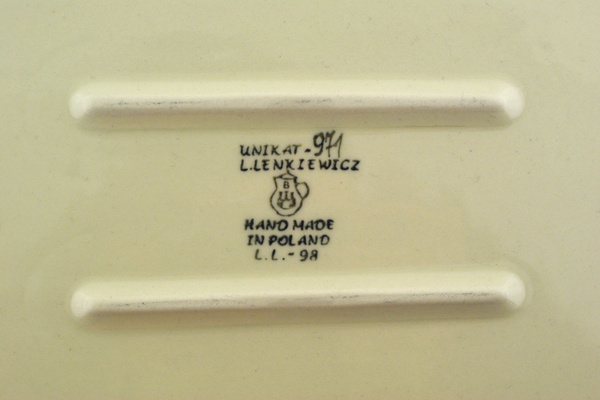 UNIKAT-971
L.LENKIEWICZ
B
HAND MADE
IN POLAND
L.L.-98